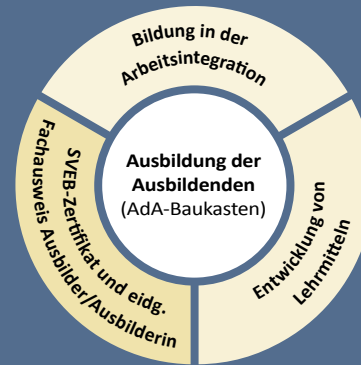 Bildung in der
Arbeitsintegration
Ausbildung der
Ausbildenden
(AdA-Baukasten)
SVEB-Zertifikat und eidg.
Fachausweis Ausbilder/Ausbilderin
Entwicklung von
Lehrmitteln